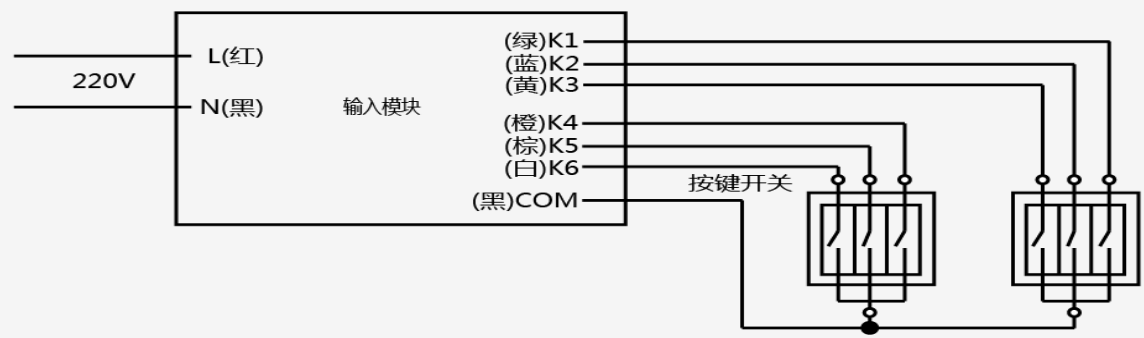 L(红)
220V
N(黑)
输入模块
(绿)K1
(蓝)K2
(黄)K3
(橙)K4
(棕)K5
(白)K6
(黑)COM
按键开关